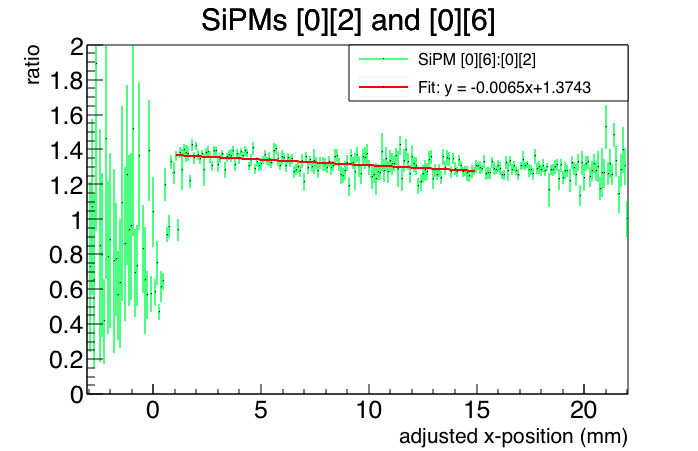 SiPMs [0][2] and [0][6]
ratio
SiPM [0][6]:[0][2]
Fit: y = -0.0065x+1.3743
2
1.8
1.6
1.4
1.2
1
0.8
0.6
0.4
0.2
0
0 5 10 15 20
adjusted x-position (mm)